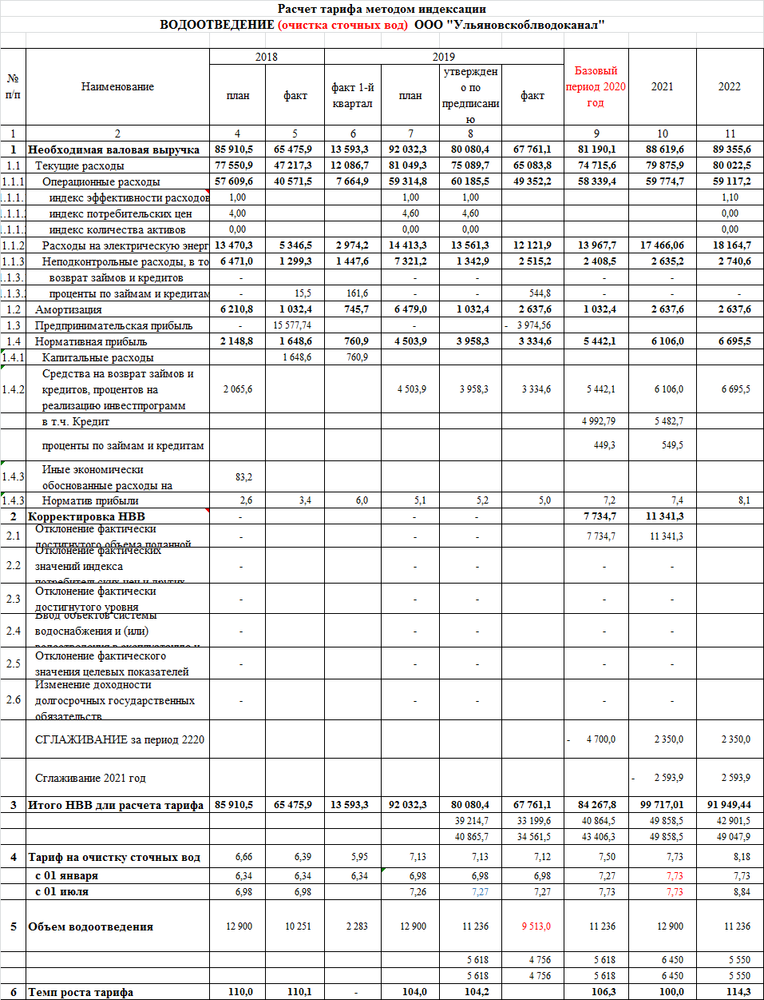 Расчет тарифа методом индексации
ВОДООТВЕДЕНИЕ (очистка сточных вод) ООО "Ульяновскоблводоканал"
№ п/п Наименование 2018 2019 Базовый период 2020 год 2021 2022
план факт факт 1-й квартал план утверждено по предписанию факт
1 2 4 5 6 7 8 9 10 11
1 Необходимая валовая выручка 85 910,5 65 475,9 13 593,3 92 032,3 80 080,4 67 761,1 81 190,1 88 619,6 89 355,6
1.1 Текущие расходы 77 550,9 47 217,3 12 086,7 81 049,3 75 089,7 65 083,8 74 715,6 79 875,9 80 022,5
1.1.1 Операционные расходы 57 609,6 40 571,5 7 664,9 59 314,8 60 185,5 49 352,2 58 339,4 59 774,7 59 117,2
1.1.1. индекс эффективности расходов 1,00 1,00 1,00 1,10
1.1.1.2 индекс потребительских цен 4,00 4,60 4,60 0,00
1.1.1. индекс количества активов 0,00 0,00 0,00 0,00
1.1.2 Расходы на электрическую энерг 13 470,3 5 346,5 2 974,2 14 413,3 13 561,3 12 121,9 13 967,7 17 466,06 18 164,7
1.1.3 Неподконтрольные расходы, в то 6 471,0 1 299,3 1 447,6 7 321,2 1 342,9 2 515,2 2 408,5 2 635,2 2 740,6
1.1.3. возврат займов и кредитов - - - - -
1.1.3.2 проценты по займам и кредитам - 15,5 161,6 - - 544,8 - - -
1.2 Амортизация 6 210,8 1 032,4 745,7 6 479,0 1 032,4 2 637,6 1 032,4 2 637,6 2 637,6
1.3 Предпринимательская прибыль - 15 577,74 - - 3 974,56
1.4 Нормативная прибыль 2 148,8 1 648,6 760,9 4 503,9 3 958,3 3 334,6 5 442,1 6 106,0 6 695,5
1.4.1 Капитальные расходы 1 648,6 760,9
1.4.2 Средства на возврат займов и кредитов, процентов на реализацию инвестпрограмм 2 065,6 4 503,9 3 958,3 3 334,6 5 442,1 6 106,0 6 695,5
в т.ч. Кредит 4 992,79 5 482,7
проценты по займам и кредитам 449,3 549,5
1.4.3 Иные экономически обоснованные расходы на 83,2
1.4.3 Норматив прибыли 2,6 3,4 6,0 5,1 5,2 5,0 7,2 7,4 8,1
2 Корректировка НВВ - - - 7 734,7 11 341,3
2.1 Отклонение фактически достигнутого объема поданной - - - 7 734,7 11 341,3
2.2 Отклонение фактических значений индекса потребительских цен и других - - - - -
2.3 Отклонение фактически достигнутого уровня - - - - -
2.4 Ввод объектов системы водоснабжения и (или) водоотведения в эксплуатацию и - - - - -
2.5 Отклонение фактического значения целевых показателей - - - - -
2.6 Изменение доходности долгосрочных государственных обязательств - - - - -
СГЛАЖИВАНИЕ за период 2220 - 4 700,0 2 350,0 2 350,0
Сглаживание 2021 год - 2 593,9 2 593,9
3 Итого НВВ дли расчета тарифа 85 910,5 65 475,9 13 593,3 92 032,3 80 080,4 67 761,1 84 267,8 99 717,01 91 949,44
39 214,7 33 199,6 40 864,5 49 858,5 42 901,5
40 865,7 34 561,5 43 406,3 49 858,5 49 047,9
4 Тариф на очистку сточных вод 6,66 6,39 5,95 7,13 7,13 7,12 7,50 7,73 8,18
с 01 января 6,34 6,34 6,34 6,98 6,98 6,98 7,27 7,73 7,73
с 01 июля 6,98 6,98 7,26 7,27 7,27 7,73 7,73 8,84
5 Объем водоотведения 12 900 10 251 2 283 12 900 11 236 9 513,0 11 236 12 900 11 236
5 618 4 756 5 618 6 450 5 550
5 618 4 756 5 618 6 450 5 550
6 Темп роста тарифа 110,0 110,1 - 104,0 104,2 106,3 100,0 114,3